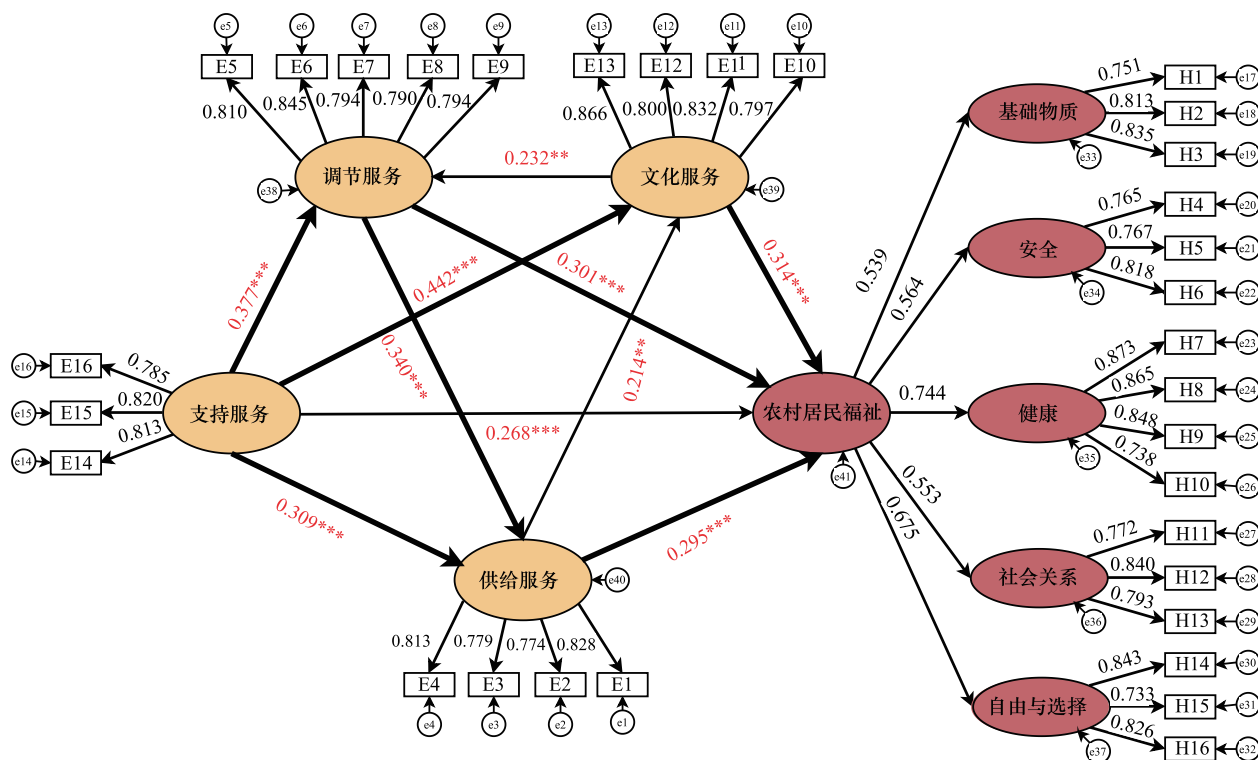 e5 e6 e7 e8 e9 e13 e12 e11 e10
E5 E6 E7 E8 E9 E13 E12 E11 E10
0.810 0.845 0.794 0.790 0.794 0.866 0.800 0.832 0.797
调节服务
e38
文化服务
e39
0.232**
0.377***
0.442***
0.340***
0.301***
0.214**
0.314***
e16 E16 0.785
e15 E15 0.820
e14 E14 0.813
支持服务
0.268***
农村居民福祉
e41
0.309***
0.295***
供给服务
e40
0.813 0.779 0.774 0.828
E4 E3 E2 E1
e4 e3 e2 e1
0.539
0.564
0.744
0.553
0.675
基础物质
e33
0.751 H1 e17
0.813 H2 e18
0.835 H3 e19
安全
e34
0.765 H4 e20
0.767 H5 e21
0.818 H6 e22
健康
e35
0.873 H7 e23
0.865 H8 e24
0.848 H9 e25
0.738 H10 e26
社会关系
e36
0.772 H11 e27
0.840 H12 e28
0.793 H13 e29
自由与选择
e37
0.843 H14 e30
0.733 H15 e31
0.826 H16 e32